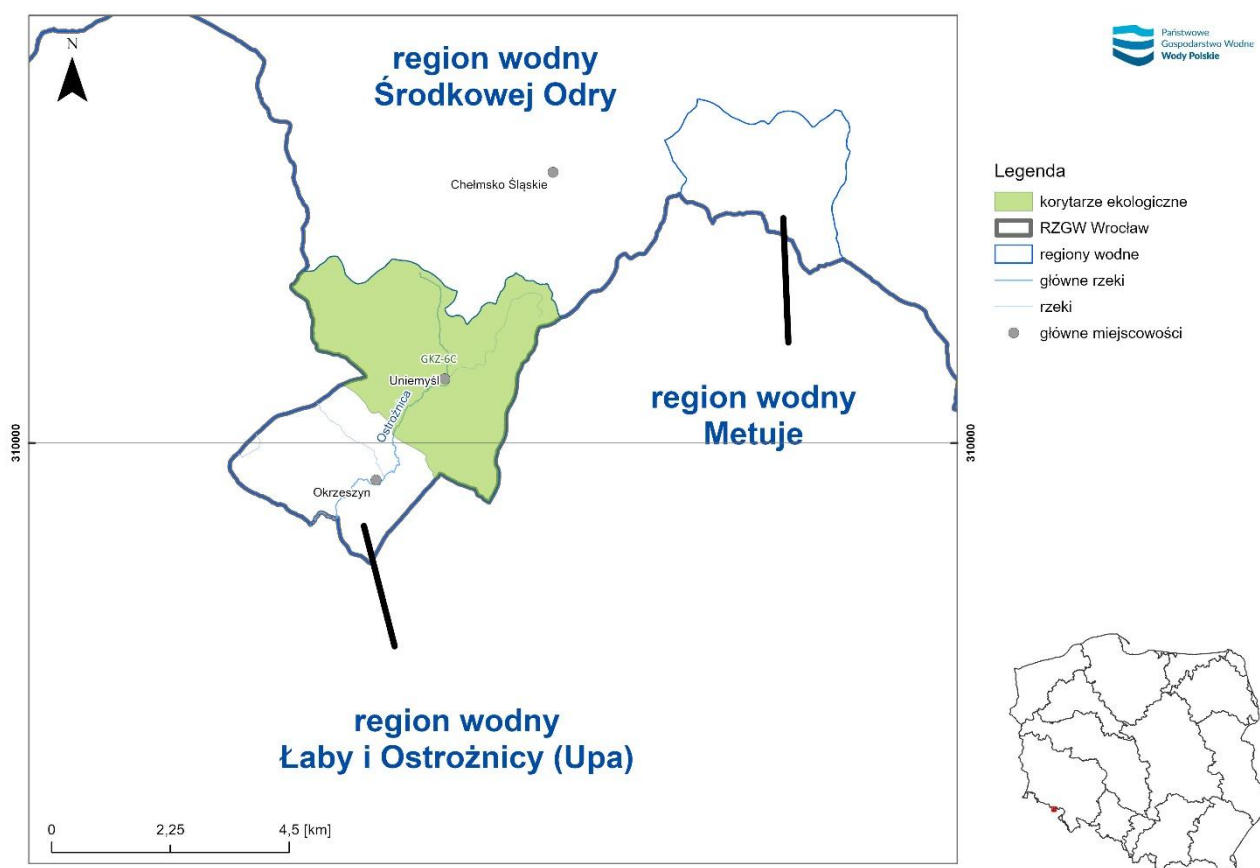 N
region wodny
Środkowej Odry
Państwowe
Gospodarstwo Wodne
Wody Polskie
Chełmsko Śląskie
Legenda
korytarze ekologiczne
RZGW Wrocław
regiony wodne
główne rzeki
rzeki
główne miejscowości
GKZ-6C
Uniemyśl
Ostrożnica
region wodny
Metuje
310000
310000
Okrzeszyn
region wodny
Łaby i Ostrożnicy (Upa)
0
2,25
4,5 [km]